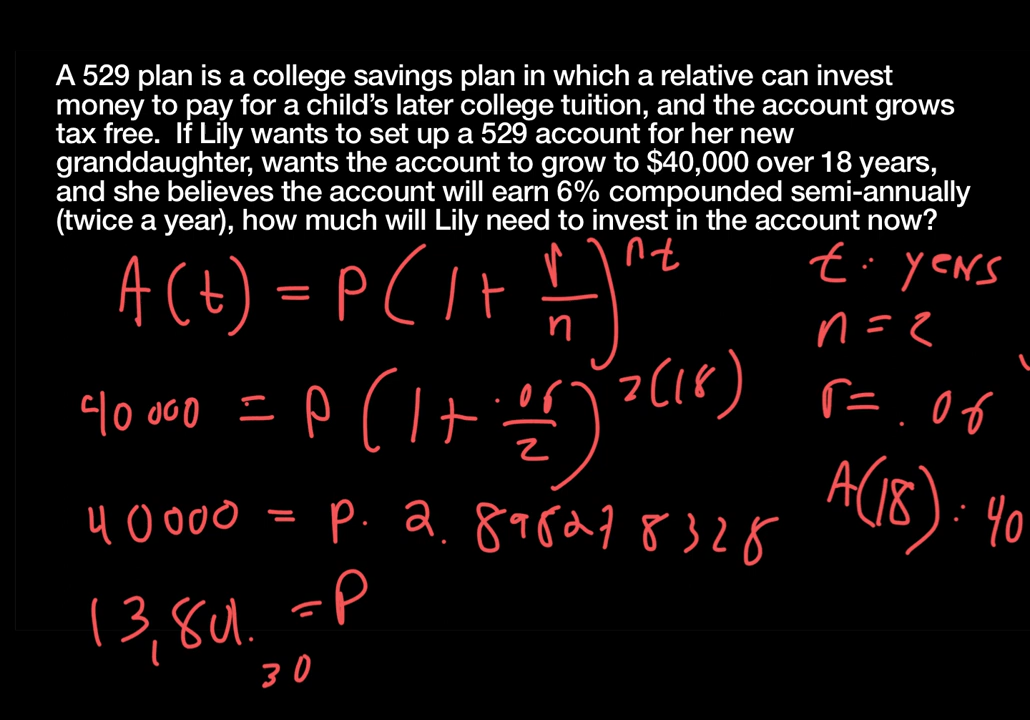 A 529 plan is a college savings plan in which a relative can invest
money to pay for a child's later college tuition, and the account grows
tax free. If Lily wants to set up a 529 account for her new
granddaughter, wants the account to grow to $40,000 over 18 years,
and she believes the account will earn 6% compounded semi-annually
(twice a year), how much will Lily need to invest in the account now?
A(t) = P(1 + r/n)^nt
t: years
n = 2
40000 = P(1 + .06/2)^2(18)
r = .06
A(18): 40
40000 = P. 2.898278328
13,801.30 = P